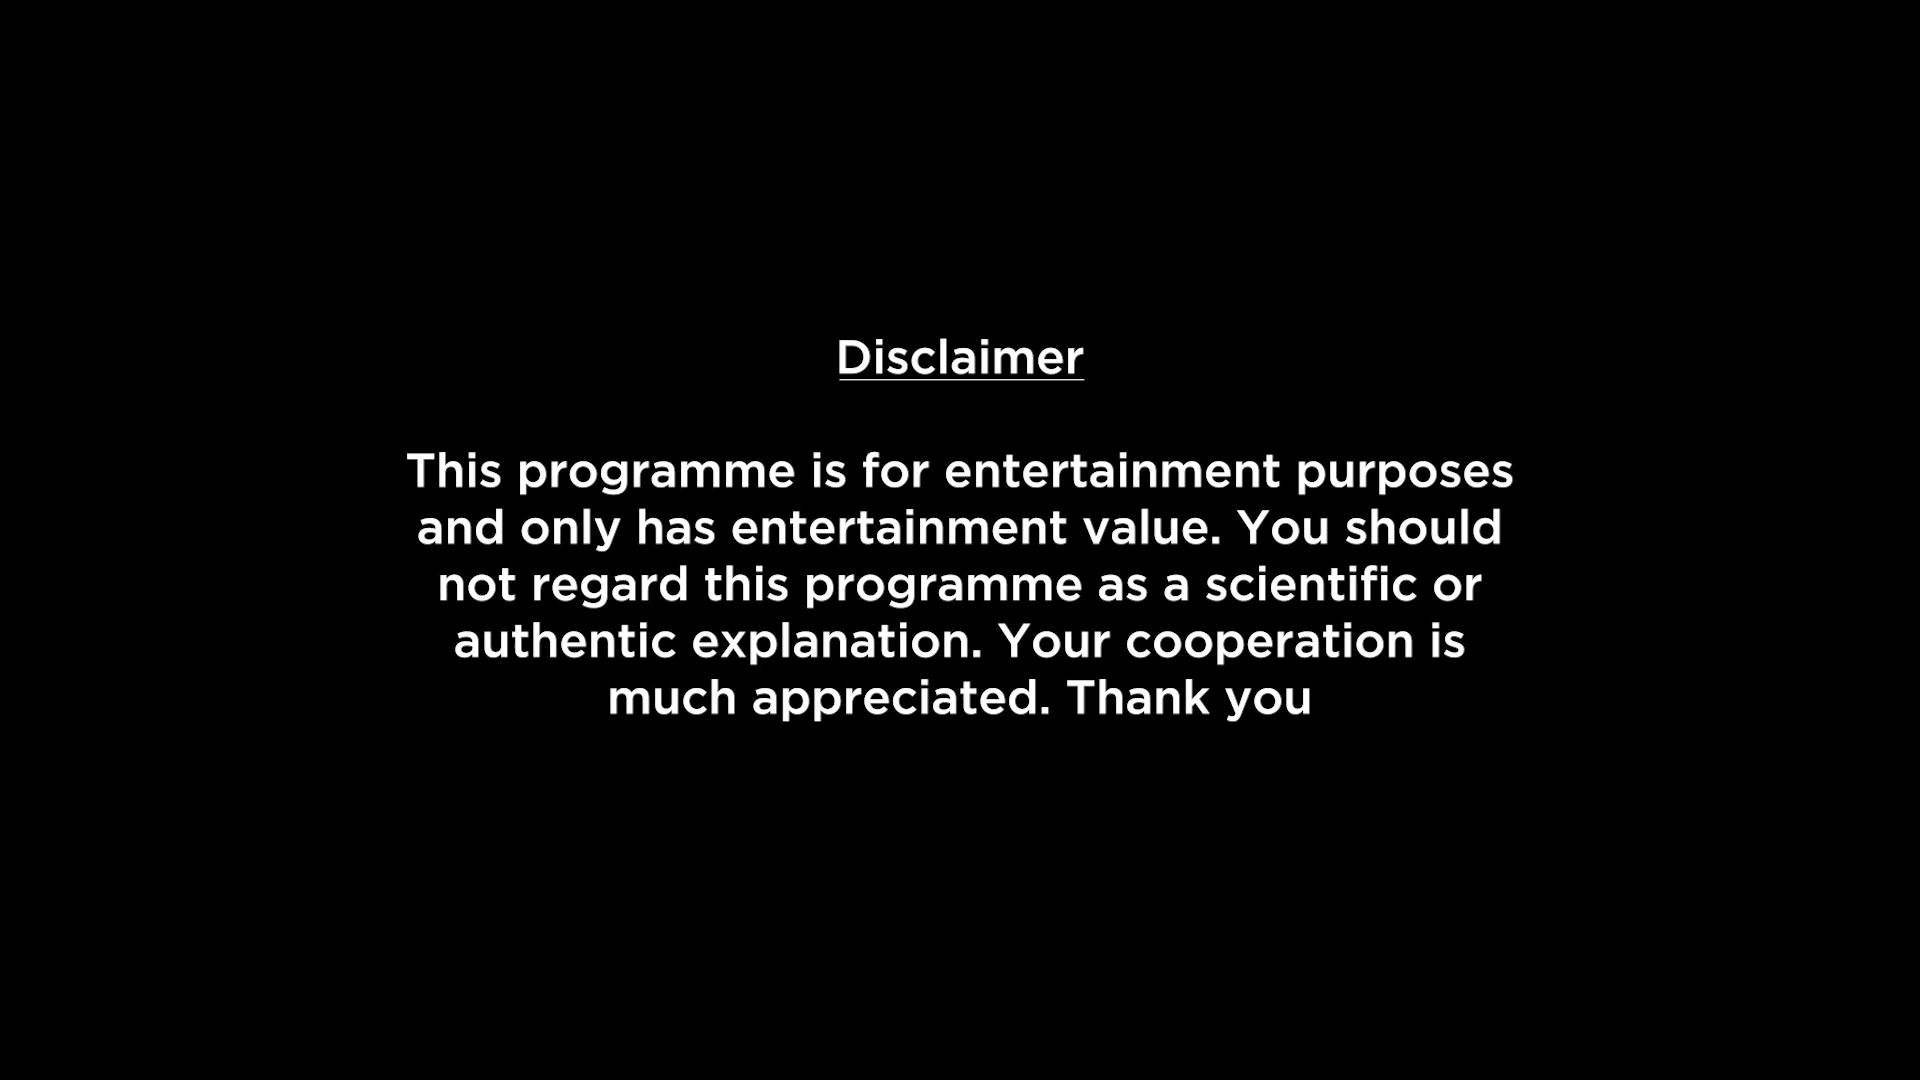 Disclaimer
This programme is for entertainment purposes
and only has entertainment value. You should
not regard this programme as a scientific or
authentic explanation. Your cooperation is
much appreciated. Thank you